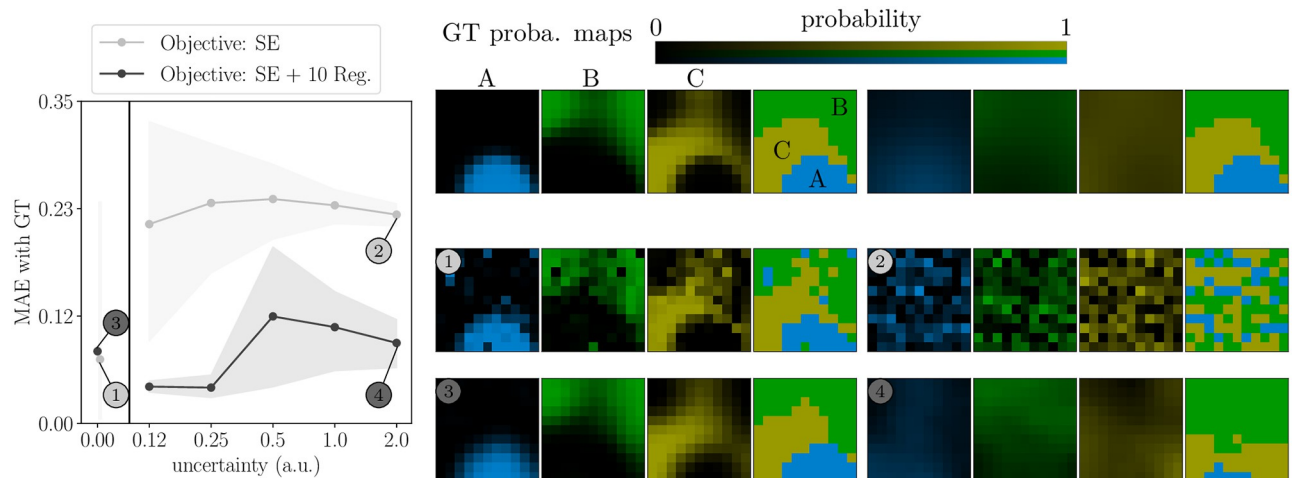 Objective: SE
Objective: SE + 10 Reg.
0.35
0.23
0.12
0.00
MAE with GT
0.00
0.12
0.25
0.5
1.0
2.0
uncertainty (a.u.)
1
2
3
4
GT proba. maps
0
probability
1
A
B
C
B
C
A
1
2
3
4